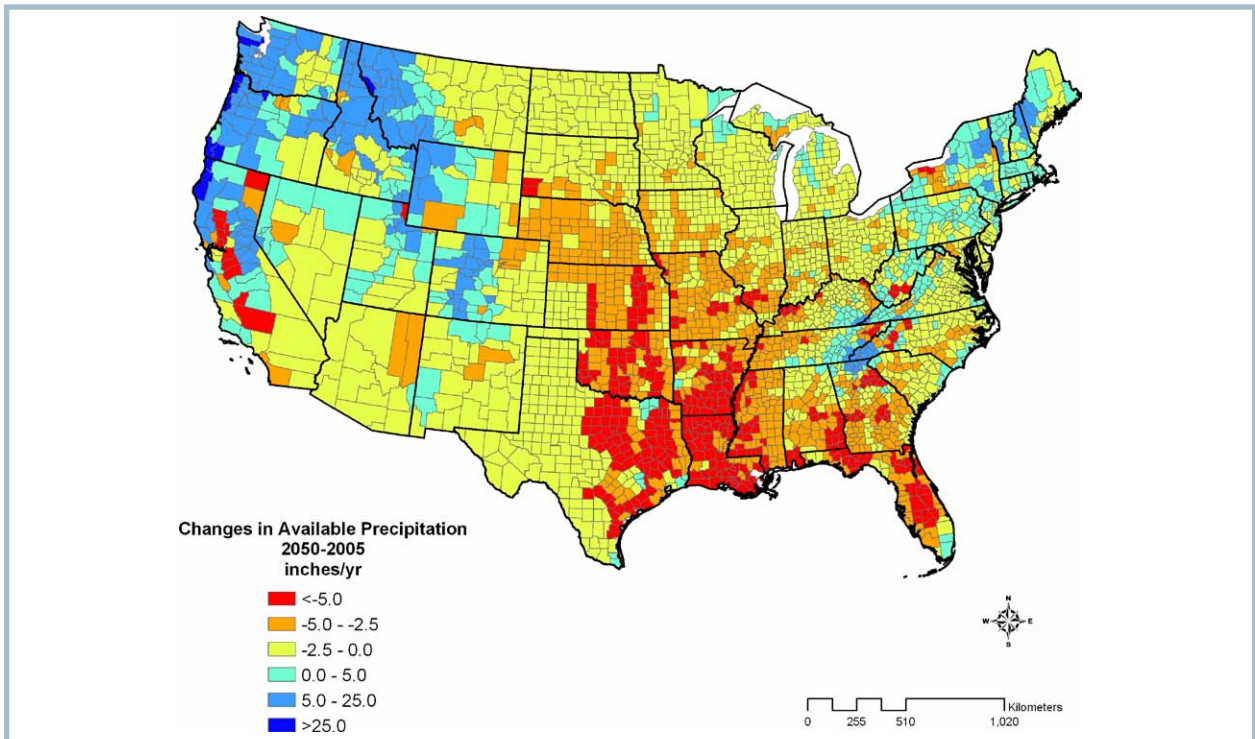 Changes in Available Precipitation
2050-2005
inches/yr
<-5.0
-5.0 - -2.5
-2.5 - 0.0
0.0 - 5.0
5.0 - 25.0
>25.0
N
W E
S
Kilometers
0 255 510 1,020